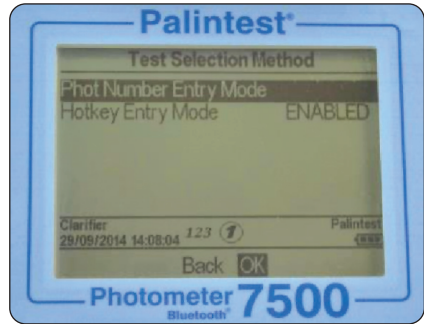 Palintest®
Test Selection Method
Phot Number Entry Mode
Hotkey Entry Mode ENABLED
Clarifier 123 1 Palintest
29/09/2014 14:08:04
Back OK
Photometer 7500
Bluetooth®